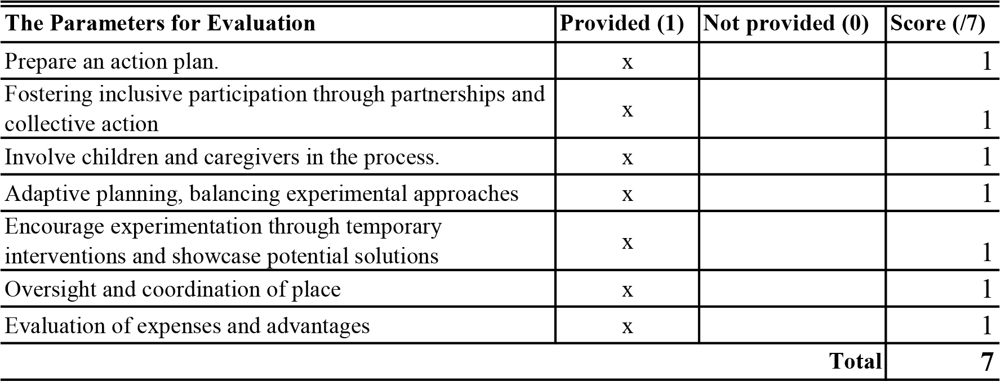 The Parameters for Evaluation Provided (1) Not provided (0) Score (/7)
Prepare an action plan. x 1
Fostering inclusive participation through partnerships and
collective action x 1
Involve children and caregivers in the process. x 1
Adaptive planning, balancing experimental approaches x 1
Encourage experimentation through temporary
interventions and showcase potential solutions x 1
Oversight and coordination of place x 1
Evaluation of expenses and advantages x 1
Total 7